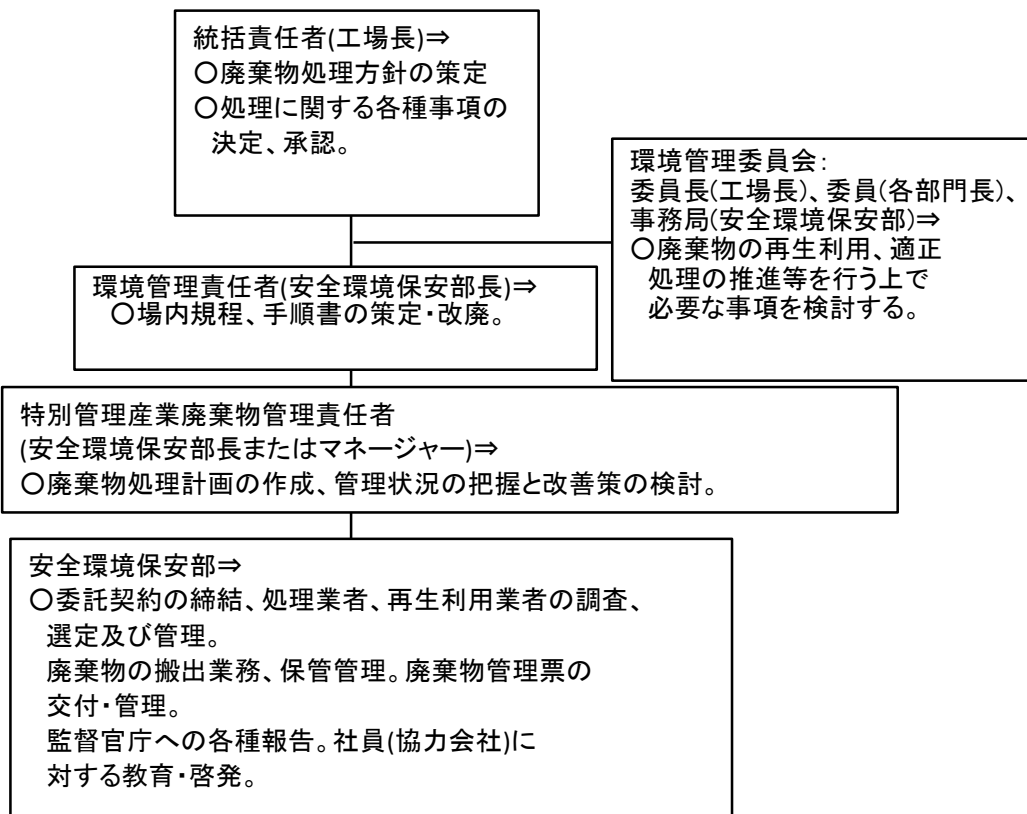 統括責任者(工場長)⇒
〇廃棄物処理方針の策定
〇処理に関する各種事項の
決定、承認。
環境管理委員会:
委員長(工場長)、委員(各部門長)、
事務局(安全環境保安部)⇒
〇廃棄物の再生利用、適正
処理の推進等を行う上で
必要な事項を検討する。
環境管理責任者(安全環境保安部長)⇒
〇場内規程、手順書の策定・改廃。
特別管理産業廃棄物管理責任者
(安全環境保安部長またはマネージャー)⇒
〇廃棄物処理計画の作成、管理状況の把握と改善策の検討。
安全環境保安部⇒
〇委託契約の締結、処理業者、再生利用業者の調査、
選定及び管理。
廃棄物の搬出業務、保管管理。廃棄物管理票の
交付・管理。
監督官庁への各種報告。社員(協力会社)に
対する教育・啓発。